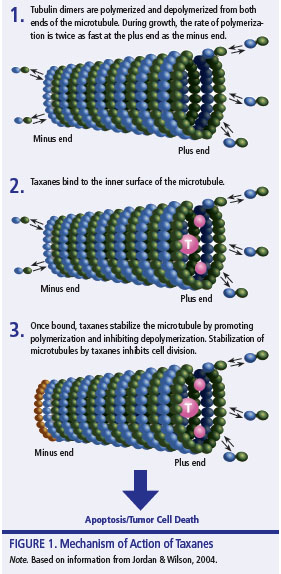 1. Tubulin dimers are polymerized and depolymerized from both
ends of the microtubule. During growth, the rate of polymeriza-
tion is twice as fast at the plus end as the minus end.
Minus end
Plus end
2. Taxanes bind to the inner surface of the microtubule.
T
Minus end
Plus end
3. Once bound, taxanes stabilize the microtubule by promoting
polymerization and inhibiting depolymerization. Stabilization of
microtubules by taxanes inhibits cell division.
T
Minus end
Plus end
Apoptosis/Tumor Cell Death
FIGURE 1. Mechanism of Action of Taxanes
Note. Based on information from Jordan & Wilson, 2004.